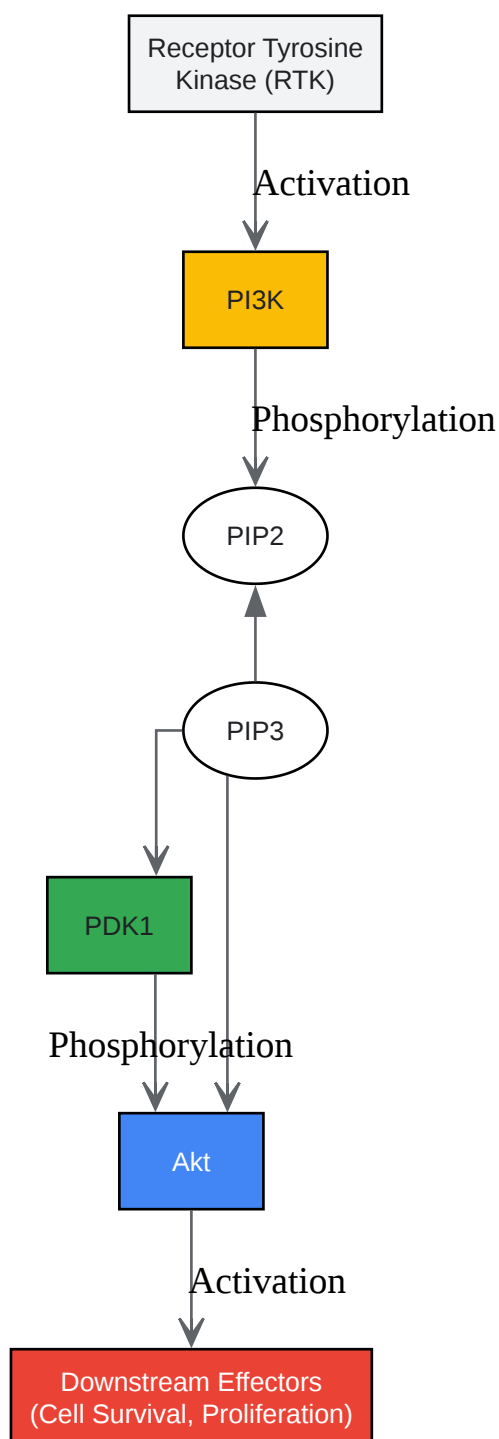 Receptor Tyrosine
Kinase (RTK)
Activation
PI3K
Phosphorylation
PIP2
PIP3
PDK1
Phosphorylation
Akt
Activation
Downstream Effectors
(Cell Survival, Proliferation)